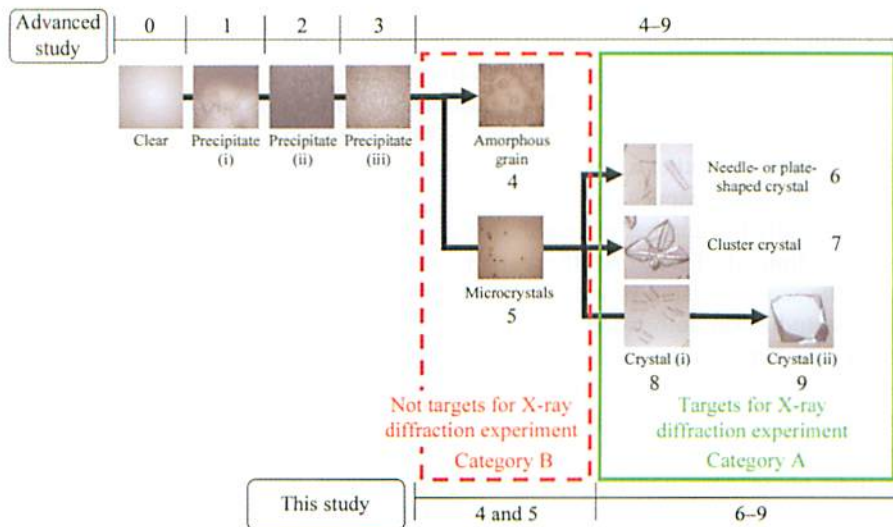 Advanced
study
0
1
2
3
4–9
Clear
Precipitate
(i)
Precipitate
(ii)
Precipitate
(iii)
Amorphous
grain
4
Needle- or plate-
shaped crystal
6
Cluster crystal
7
Microcrystals
5
Crystal (i)
8
Crystal (ii)
9
Not targets for X-ray
diffraction experiment
Category B
Targets for X-ray
diffraction experiment
Category A
This study
4 and 5
6–9